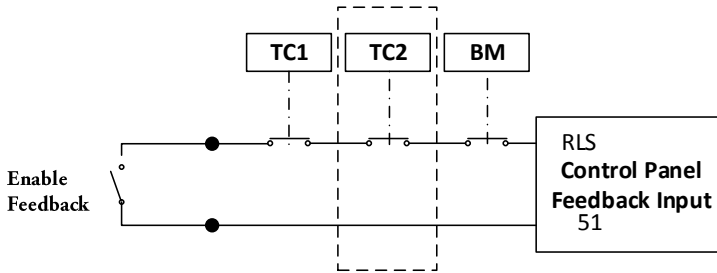 TC1
TC2
BM
Enable
Feedback
RLS
Control Panel
Feedback Input
51